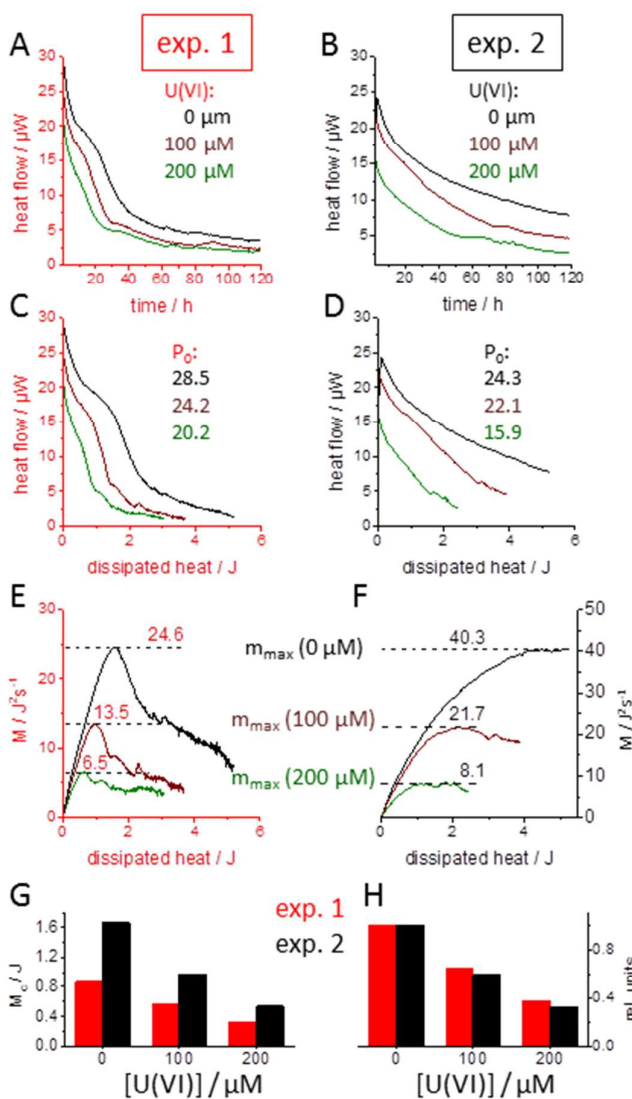 exp. 1
exp. 2
A
U(VI):
0 µm
100 µM
200 µM
heat flow / µW
30
25
20
15
10
5
0
20 40 60 80 100 120
time / h
B
U(VI):
0 µm
100 µM
200 µM
heat flow / µW
30
25
20
15
10
5
20 40 60 80 100 120
time / h
C
P₀:
28.5
24.2
20.2
heat flow / µW
30
25
20
15
10
5
0
0 2 4 6
dissipated heat / J
D
P₀:
24.3
22.1
15.9
heat flow / µW
30
25
20
15
10
5
0
0 2 4 6
dissipated heat / J
E
24.6
13.5
6.5
M / J²s⁻¹
30
20
10
0
0 2 4 6
dissipated heat / J
mmax (0 µM)
mmax (100 µM)
mmax (200 µM)
F
40.3
21.7
8.1
50
40
30
20
10
0
M / J²s⁻¹
0 2 4 6
dissipated heat / J
G
exp. 1
exp. 2
Mc / J
1.6
1.2
0.8
0.4
0.0
0 100 200
[U(VI)] / µM
H
0.8
0.4
0.0
rel. units
0 100 200
[U(VI)] / µM